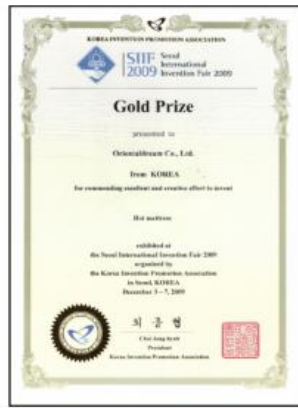 KOREA INVENTION PROMOTION ASSOCIATION
SIIF 2009
Seoul
International
Invention Fair 2009
Gold Prize
presented to
Orientaldream Co., Ltd.
from KOREA
for commending excellent and creative effort to invent
Hot mattress
exhibited at
the Seoul International Invention Fair 2009
organized by
the Korea Invention Promotion Association
in Seoul, KOREA
December 3 - 7, 2009
President
Korea Invention Promotion Association